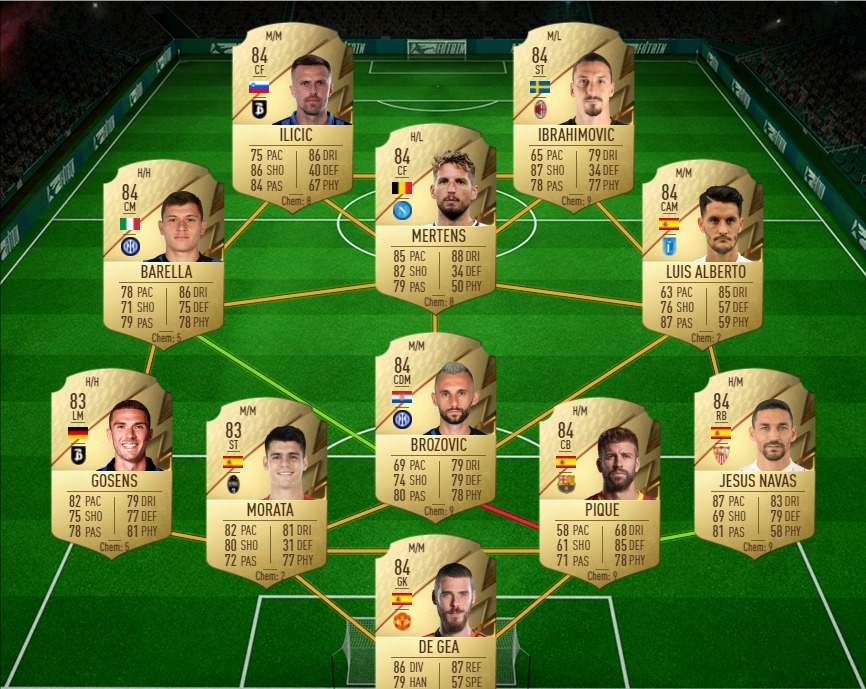 M/M
84
CF
ILICIC
75 PAC 86 DRI
86 SHO 40 DEF
84 PAS 67 PHY
Chem: 8
M/L
84
ST
IBRAHIMOVIC
65 PAC 79 DRI
87 SHO 34 DEF
78 PAS 77 PHY
Chem: 9
H/L
84
CF
MERTENS
85 PAC 88 DRI
82 SHO 34 DEF
79 PAS 50 PHY
Chem: 8
H/H
84
CM
BARELLA
78 PAC 86 DRI
71 SHO 75 DEF
79 PAS 78 PHY
Chem: 5
M/M
84
CAM
LUIS ALBERTO
63 PAC 85 DRI
76 SHO 57 DEF
87 PAS 59 PHY
Chem: 2
M/M
84
CDM
BROZOVIC
69 PAC 79 DRI
74 SHO 79 DEF
80 PAS 78 PHY
Chem: 9
H/H
83
LM
GOSENS
82 PAC 79 DRI
75 SHO 77 DEF
78 PAS 81 PHY
Chem: 5
M/M
83
ST
MORATA
82 PAC 81 DRI
80 SHO 31 DEF
72 PAS 77 PHY
Chem: 2
H/M
84
CB
PIQUE
58 PAC 68 DRI
61 SHO 85 DEF
71 PAS 78 PHY
Chem: 9
H/M
84
RB
JESUS NAVAS
87 PAC 83 DRI
69 SHO 79 DEF
81 PAS 58 PHY
Chem: 9
M/M
84
GK
DE GEA
86 DIV 87 REF
79 HAN 57 SPE